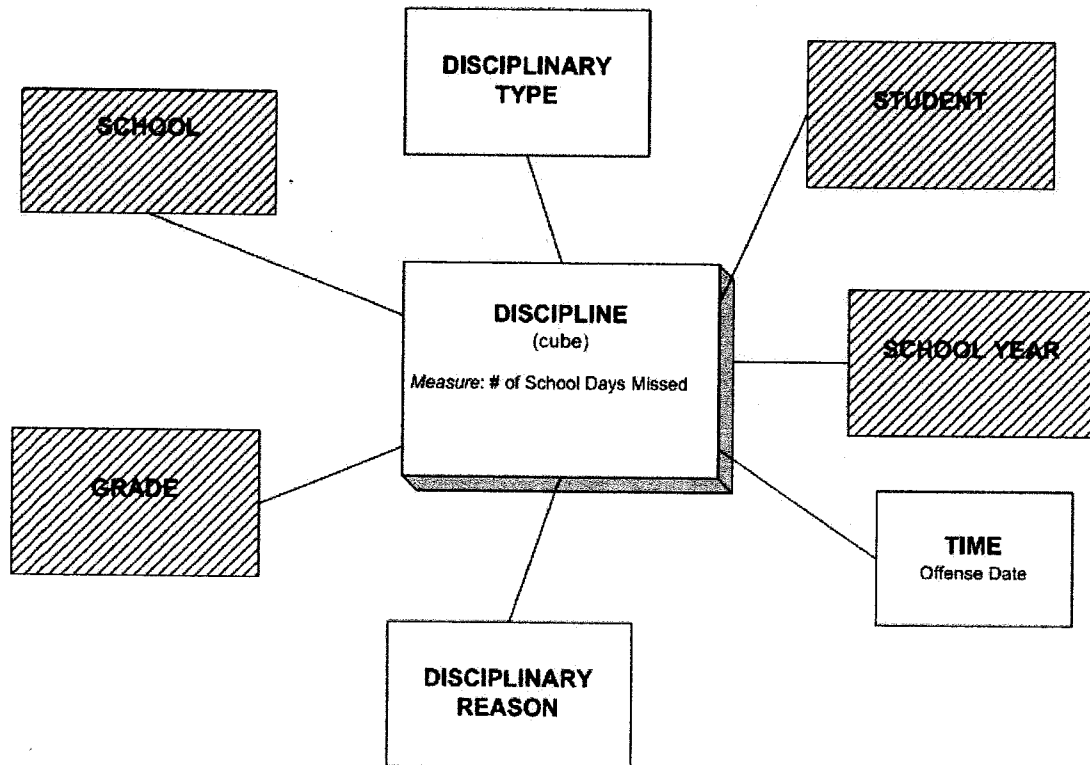 DISCIPLINARY
TYPE
STUDENT
SCHOOL
DISCIPLINE
(cube)
Measure: # of School Days Missed
SCHOOL YEAR
GRADE
TIME
Offense Date
DISCIPLINARY
REASON